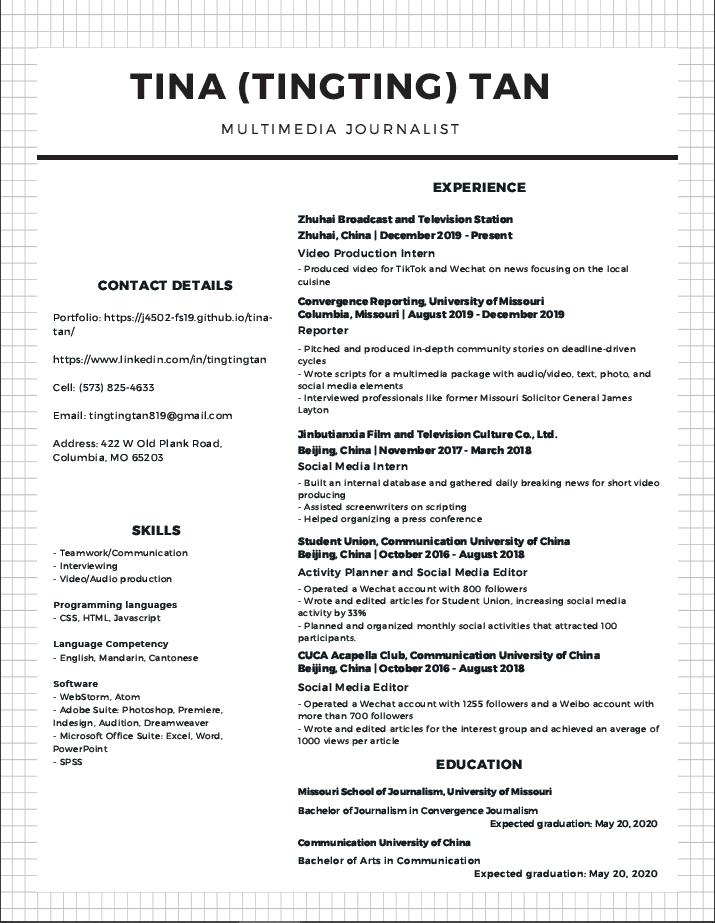 TINA (TINGTING) TAN
MULTIMEDIA JOURNALIST
CONTACT DETAILS
Portfolio: https://j4502-fs19.github.io/tina-
tan/
https://www.linkedin.com/in/tingtingtan
Cell: (573) 825-4633
Email: tingtingtan819@gmail.com
Address: 422 W Old Plank Road,
Columbia, MO 65203
SKILLS
- Teamwork/Communication
- Interviewing
- Video/Audio production
Programming languages
- CSS, HTML, Javascript
Language Competency
- English, Mandarin, Cantonese
Software
- WebStorm, Atom
- Adobe Suite: Photoshop, Premiere,
Indesign, Audition, Dreamweaver
- Microsoft Office Suite: Excel, Word,
PowerPoint
- SPSS
EXPERIENCE
Zhuhai Broadcast and Television Station
Zhuhai, China | December 2019 - Present
Video Production Intern
- Produced video for TikTok and Wechat on news focusing on the local
cuisine
Convergence Reporting, University of Missouri
Columbia, Missouri | August 2019 - December 2019
Reporter
- Pitched and produced in-depth community stories on deadline-driven
cycles
- Wrote scripts for a multimedia package with audio/video, text, photo, and
social media elements
- Interviewed professionals like former Missouri Solicitor General James
Layton
Jinbutianxia Film and Television Culture Co., Ltd.
Beijing, China | November 2017 - March 2018
Social Media Intern
- Built an internal database and gathered daily breaking news for short video
producing
- Assisted screenwriters on scripting
- Helped organizing a press conference
Student Union, Communication University of China
Beijing, China | October 2016 - August 2018
Activity Planner and Social Media Editor
- Operated a Wechat account with 800 followers
- Wrote and edited articles for Student Union, increasing social media
activity by 33%
- Planned and organized monthly social activities that attracted 100
participants.
CUCA Acapella Club, Communication University of China
Beijing, China | October 2016 - August 2018
Social Media Editor
- Operated a Wechat account with 1255 followers and a Weibo account with
more than 700 followers
- Wrote and edited articles for the interest group and achieved an average of
1000 views per article
EDUCATION
Missouri School of Journalism, University of Missouri
Bachelor of Journalism in Convergence Journalism
Expected graduation: May 20, 2020
Communication University of China
Bachelor of Arts in Communication
Expected graduation: May 20, 2020